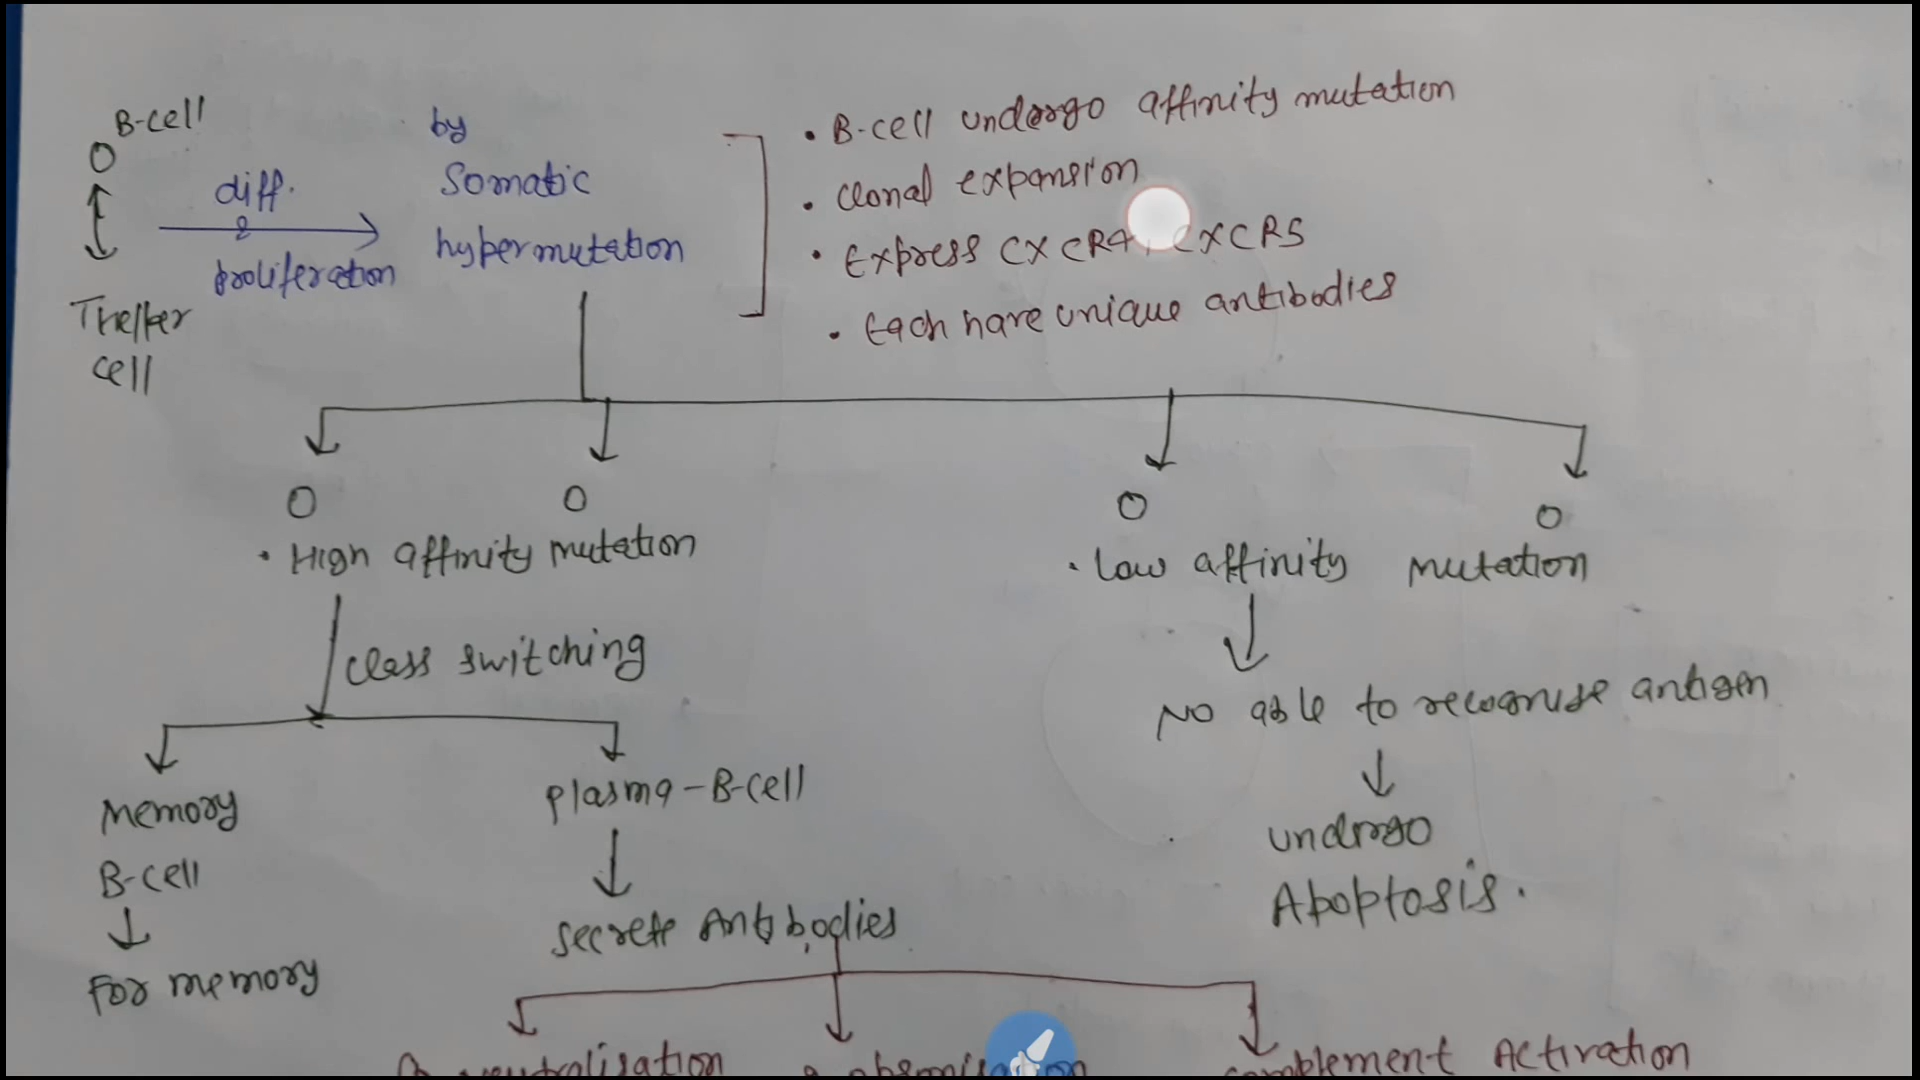 B-cell
diff.
&
proliferation
T helper
cell
by
Somatic
hypermutation
• B-cell undergo affinity mutation
• clonal expansion
• Express CXCR4, CXCR5
• Each have unique antibodies
• High affinity mutation
• Low affinity mutation
class switching
No able to recognise antigen
Memory
B-cell
Plasma-B-cell
undergo
Apoptosis.
Secrete Antibodies
For memory
Activation